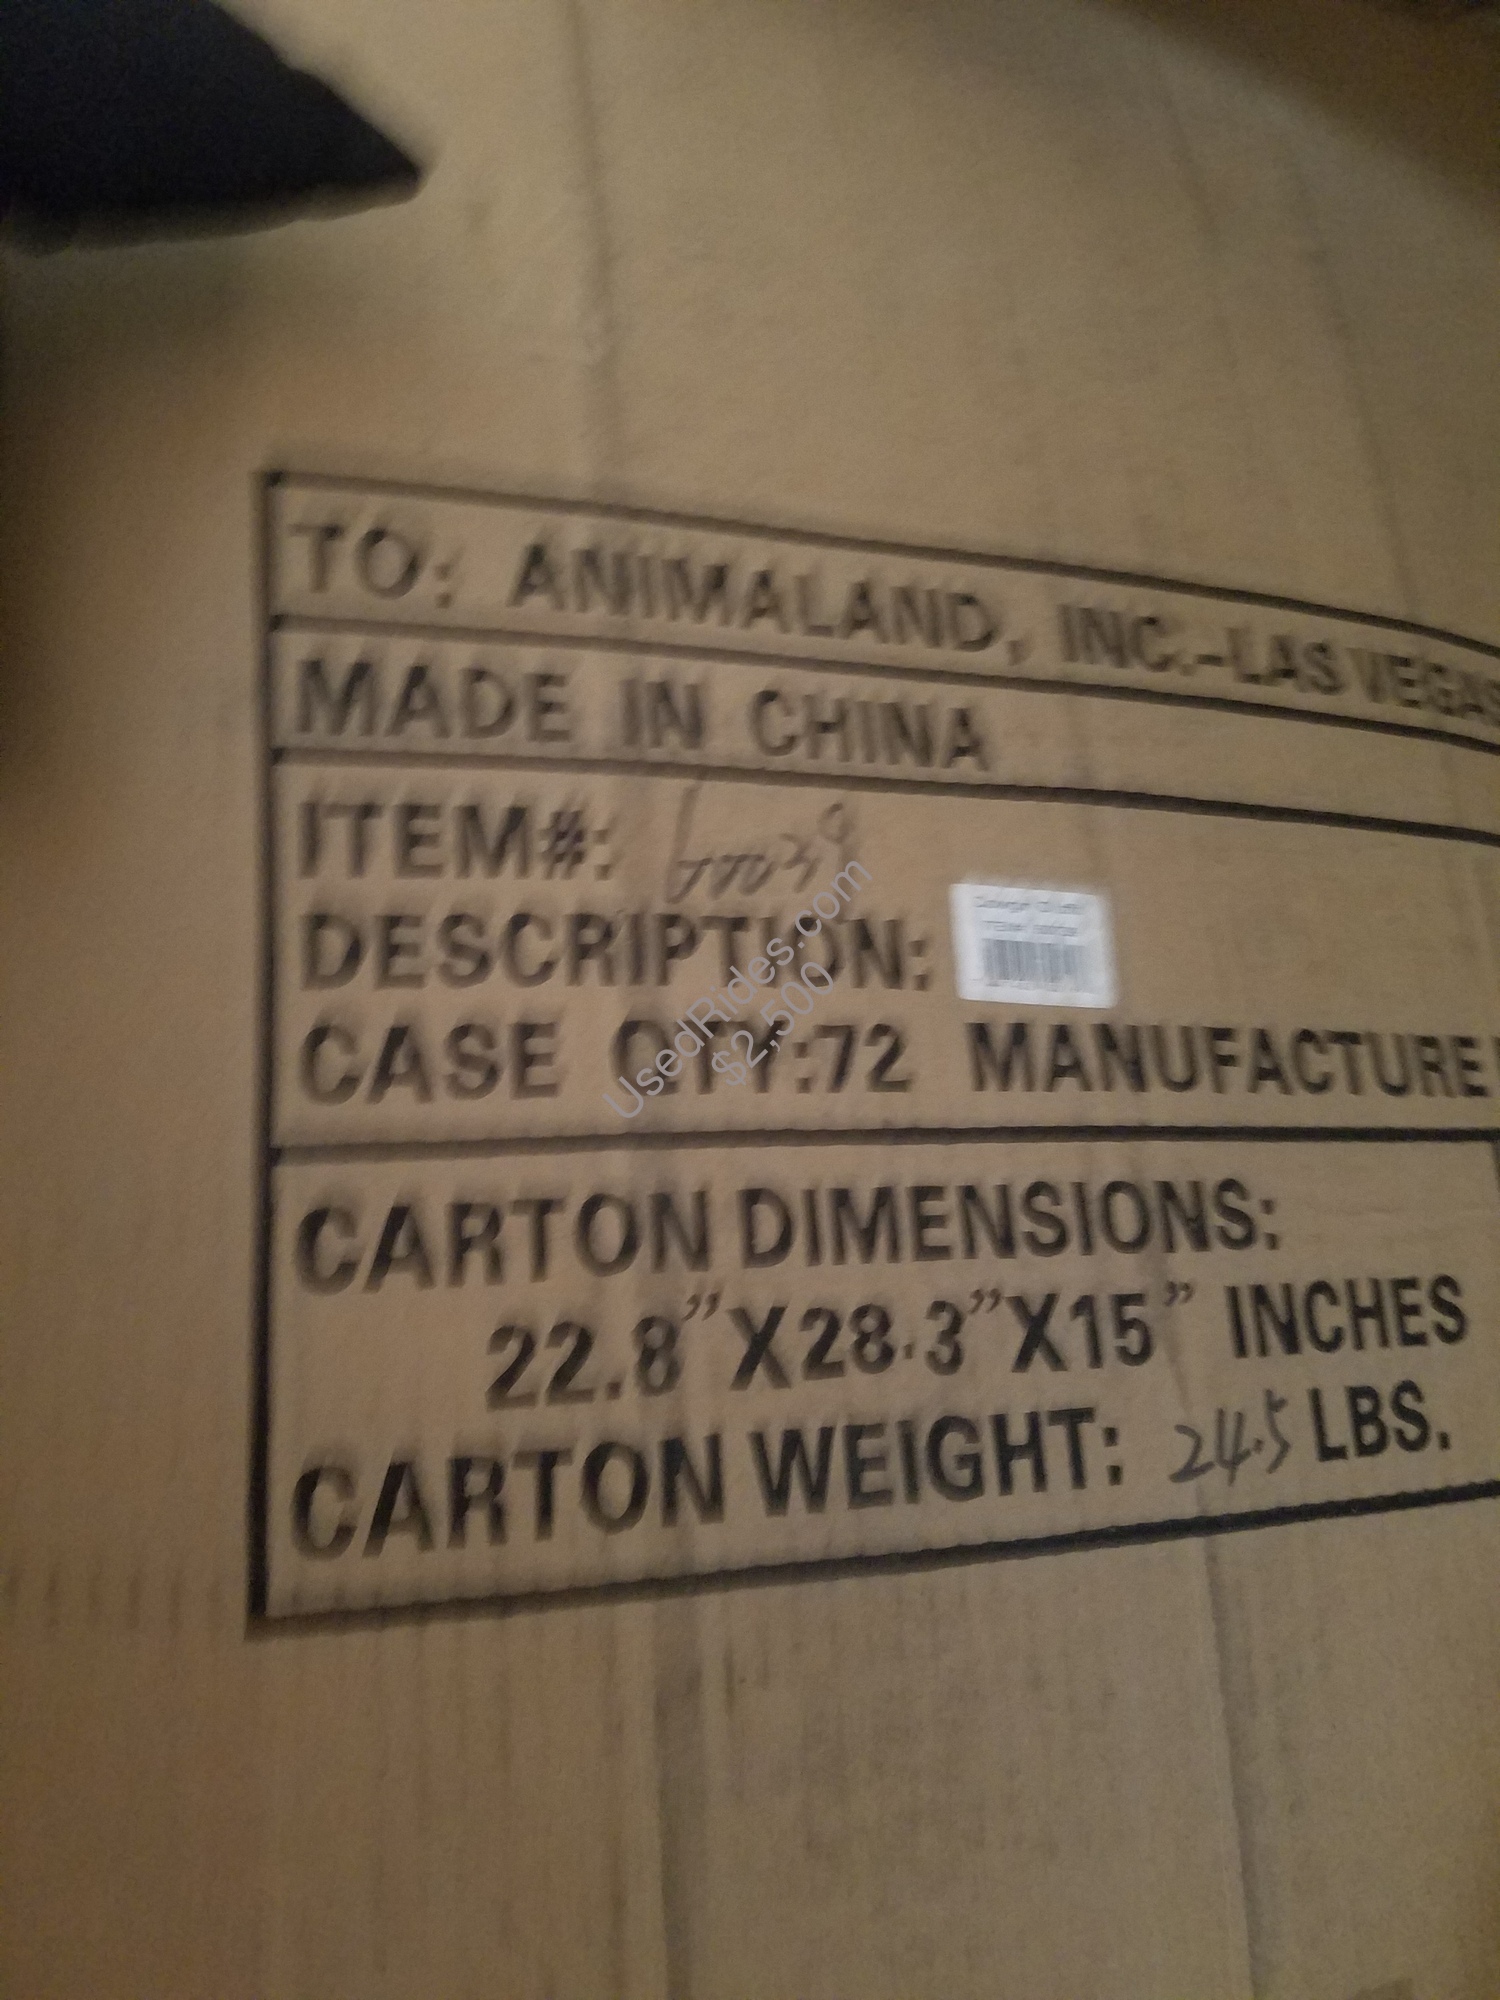 TO: ANIMALAND, INC.-LAS VEGAS
MADE IN CHINA
ITEM#:
DESCRIPTION:
CASE QTY:72 MANUFACTURE
CARTON DIMENSIONS:
22.8”X28.3”X15” INCHES
CARTON WEIGHT: 24.5 LBS.
UsedRides.com
$2,500